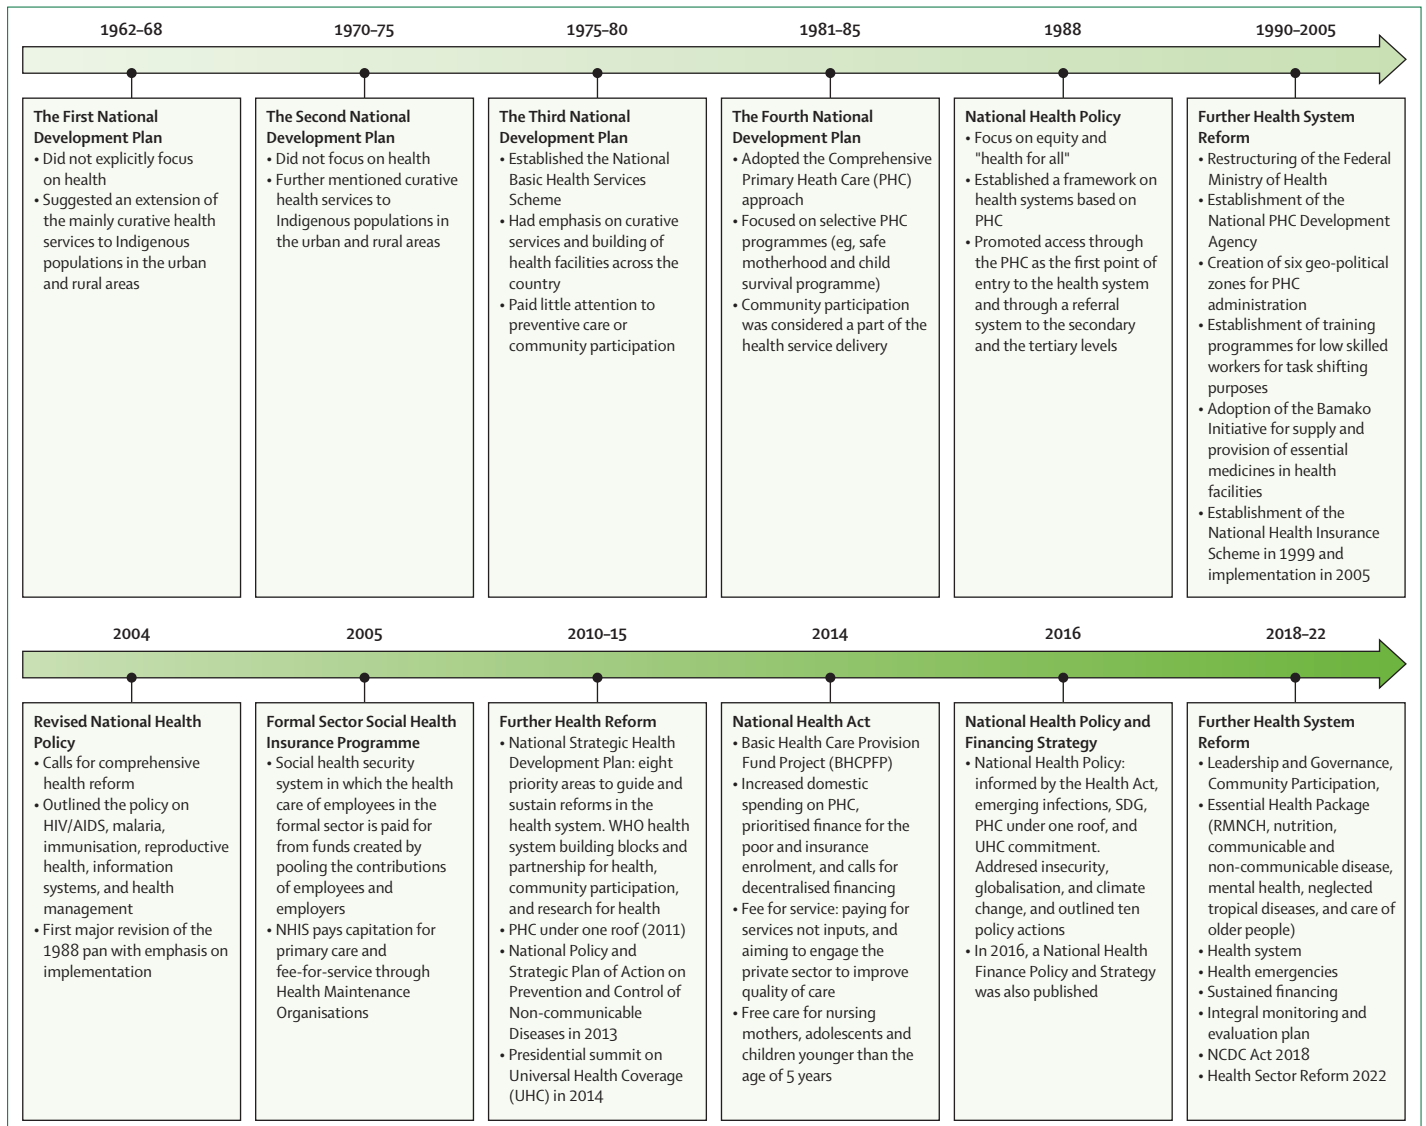 1962–68
The First National
Development Plan
• Did not explicitly focus
on health
• Suggested an extension of
the mainly curative health
services to Indigenous
populations in the urban
and rural areas
1970–75
The Second National
Development Plan
• Did not focus on health
• Further mentioned curative
health services to
Indigenous populations in
the urban and rural areas
1975–80
The Third National
Development Plan
• Established the National
Basic Health Services
Scheme
• Had emphasis on curative
services and building of
health facilities across the
country
• Paid little attention to
preventive care or
community participation
1981–85
The Fourth National
Development Plan
• Adopted the Comprehensive
Primary Heath Care (PHC)
approach
• Focused on selective PHC
programmes (eg, safe
motherhood and child
survival programme)
• Community participation
was considered a part of the
health service delivery
1988
National Health Policy
• Focus on equity and
"health for all"
• Established a framework on
health systems based on
PHC
• Promoted access through
the PHC as the first point of
entry to the health system
and through a referral
system to the secondary
and the tertiary levels
1990–2005
Further Health System
Reform
• Restructuring of the Federal
Ministry of Health
• Establishment of the
National PHC Development
Agency
• Creation of six geo-political
zones for PHC
administration
• Establishment of training
programmes for low skilled
workers for task shifting
purposes
• Adoption of the Bamako
Initiative for supply and
provision of essential
medicines in health
facilities
• Establishment of the
National Health Insurance
Scheme in 1999 and
implementation in 2005
2004
Revised National Health
Policy
• Calls for comprehensive
health reform
• Outlined the policy on
HIV/AIDS, malaria,
immunisation, reproductive
health, information
systems, and health
management
• First major revision of the
1988 pan with emphasis on
implementation
2005
Formal Sector Social Health
Insurance Programme
• Social health security
system in which the health
care of employees in the
formal sector is paid for
from funds created by
pooling the contributions
of employees and
employers
• NHIS pays capitation for
primary care and
fee-for-service through
Health Maintenance
Organisations
2010–15
Further Health Reform
• National Strategic Health
Development Plan: eight
priority areas to guide and
sustain reforms in the
health system. WHO health
system building blocks and
partnership for health,
community participation,
and research for health
• PHC under one roof (2011)
• National Policy and
Strategic Plan of Action on
Prevention and Control of
Non-communicable
Diseases in 2013
• Presidential summit on
Universal Health Coverage
(UHC) in 2014
2014
National Health Act
• Basic Health Care Provision
Fund Project (BHCPFP)
• Increased domestic
spending on PHC,
prioritised finance for the
poor and insurance
enrolment, and calls for
decentralised financing
• Fee for service: paying for
services not inputs, and
aiming to engage the
private sector to improve
quality of care
• Free care for nursing
mothers, adolescents and
children younger than the
age of 5 years
2016
National Health Policy and
Financing Strategy
• National Health Policy:
informed by the Health Act,
emerging infections, SDG,
PHC under one roof, and
UHC commitment.
Addresed insecurity,
globalisation, and climate
change, and outlined ten
policy actions
• In 2016, a National Health
Finance Policy and Strategy
was also published
2018–22
Further Health System
Reform
• Leadership and Governance,
Community Participation,
• Essential Health Package
(RMNCH, nutrition,
communicable and
non-communicable disease,
mental health, neglected
tropical diseases, and care of
older people)
• Health system
• Health emergencies
• Sustained financing
• Integral monitoring and
evaluation plan
• NCDC Act 2018
• Health Sector Reform 2022